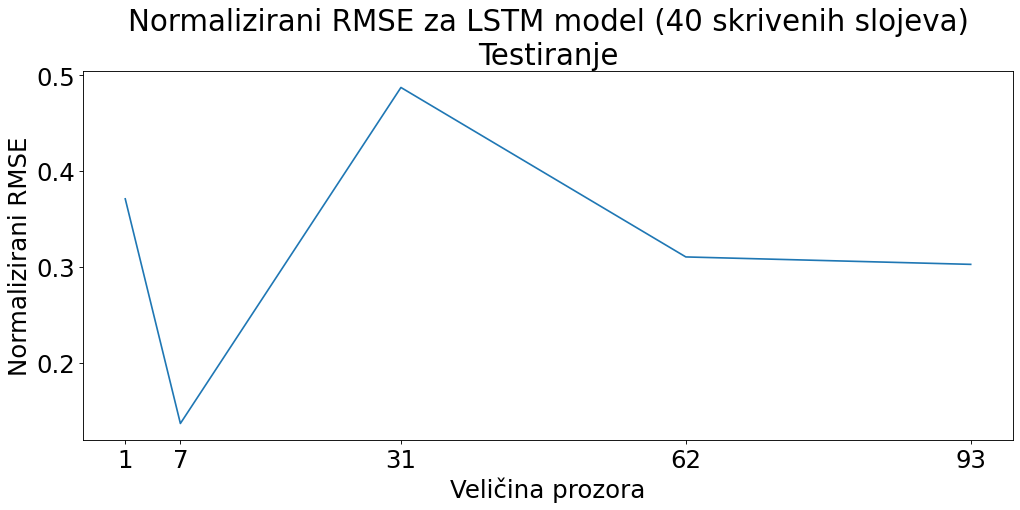 Normalizirani RMSE za LSTM model (40 skrivenih slojeva)
Testiranje
Normalizirani RMSE
0.5
0.4
0.3
0.2
1 7 31 62 93
Veličina prozora